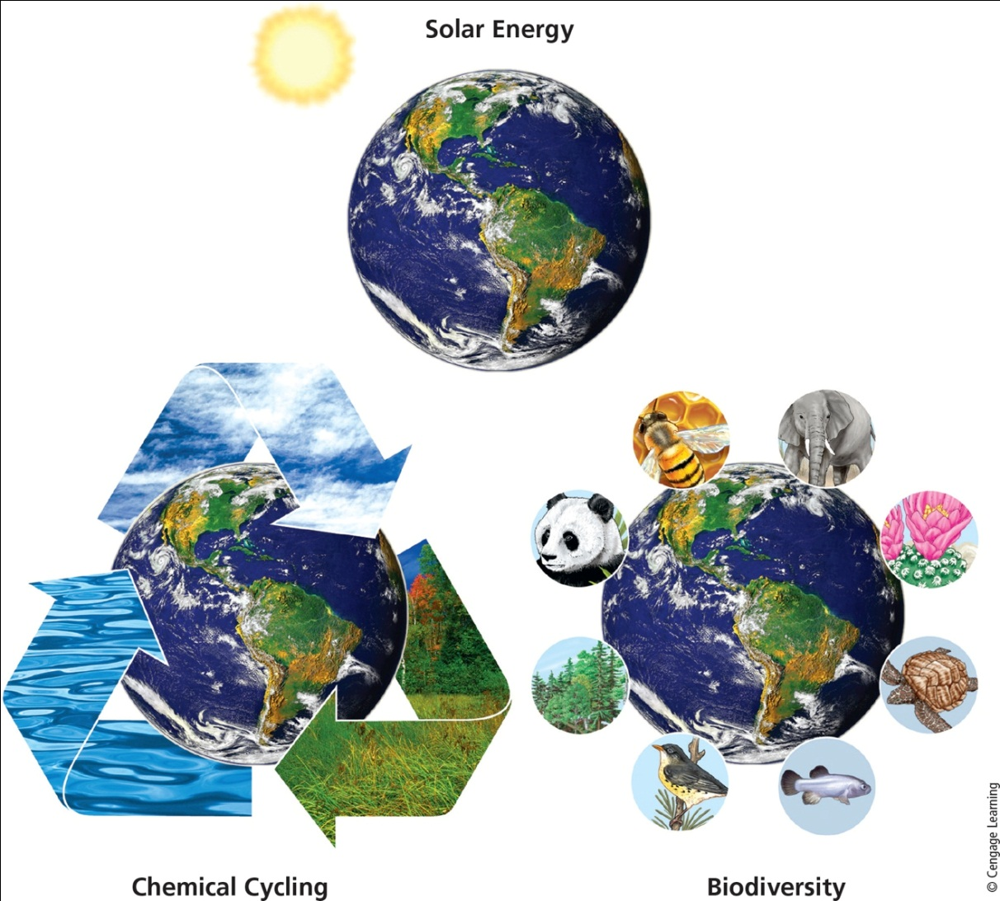 Solar Energy
Chemical Cycling
Biodiversity
© Cengage Learning